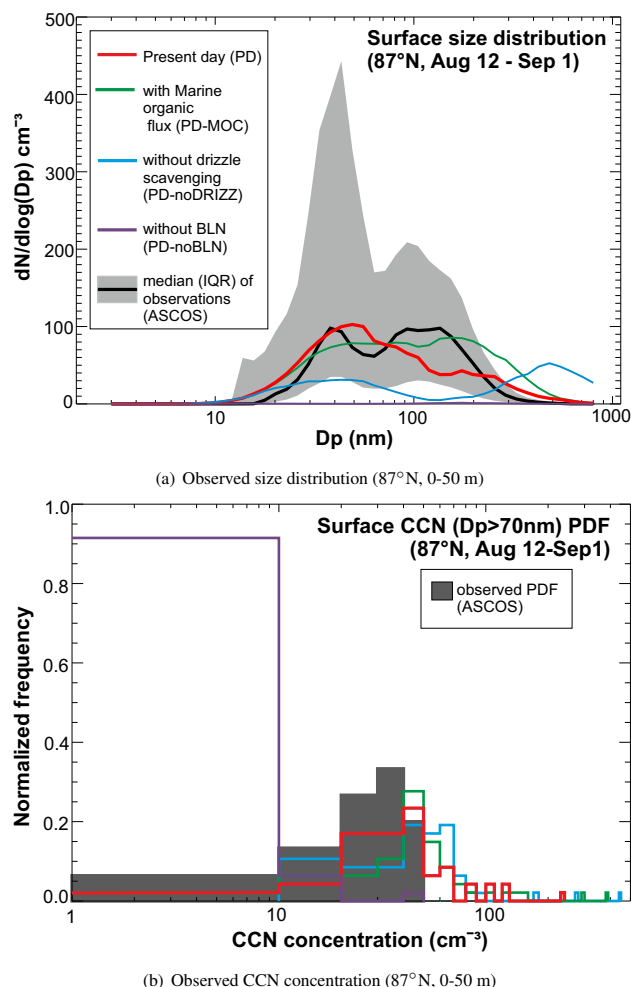 500
400
300
200
100
0
dN/dlog(Dp) cm⁻³
Surface size distribution
(87°N, Aug 12 - Sep 1)
Present day (PD)
with Marine
organic
flux (PD-MOC)
without drizzle
scavenging
(PD-noDRIZZ)
without BLN
(PD-noBLN)
median (IQR) of
observations
(ASCOS)
10
100
1000
Dp (nm)
(a) Observed size distribution (87°N, 0-50 m)
1.0
0.8
0.6
0.4
0.2
0.0
Normalized frequency
Surface CCN (Dp>70nm) PDF
(87°N, Aug 12-Sep1)
observed PDF
(ASCOS)
1
10
100
CCN concentration (cm⁻³)
(b) Observed CCN concentration (87°N, 0-50 m)